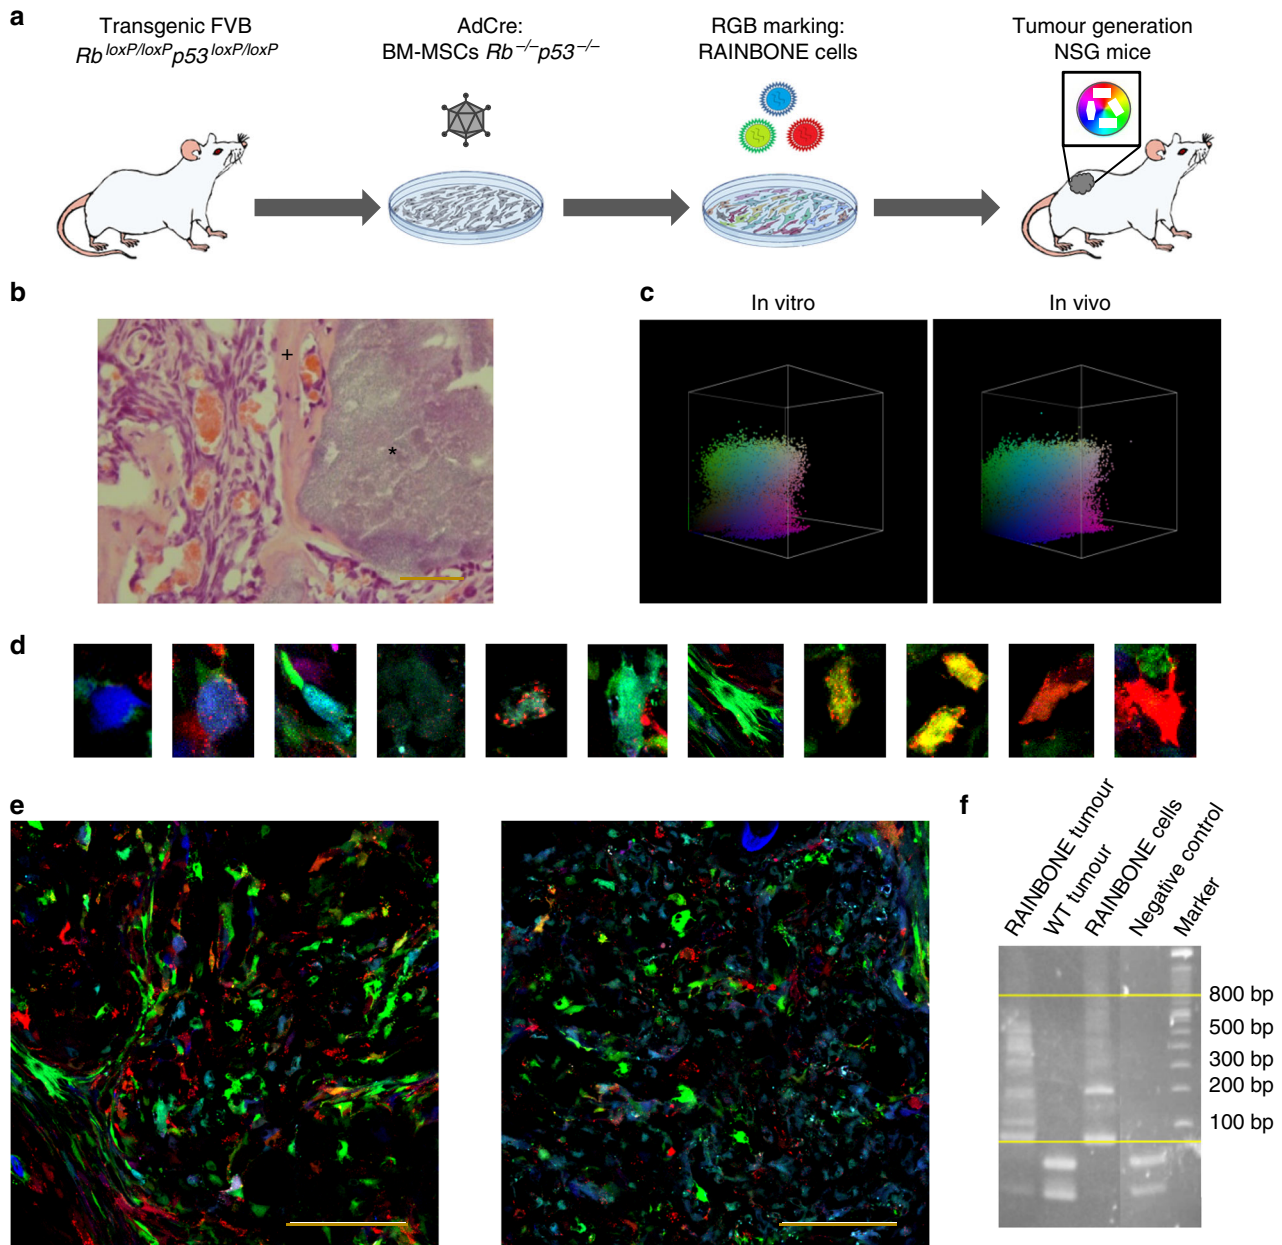 a
Transgenic FVB
Rb loxP/loxP p53 loxP/loxP
AdCre:
BM-MSCs Rb –/– p53 –/–
RGB marking:
RAINBONE cells
Tumour generation
NSG mice
b
+
*
c
In vitro
In vivo
d
e
f
RAINBONE tumour
WT tumour
RAINBONE cells
Negative control
Marker
800 bp
500 bp
300 bp
200 bp
100 bp